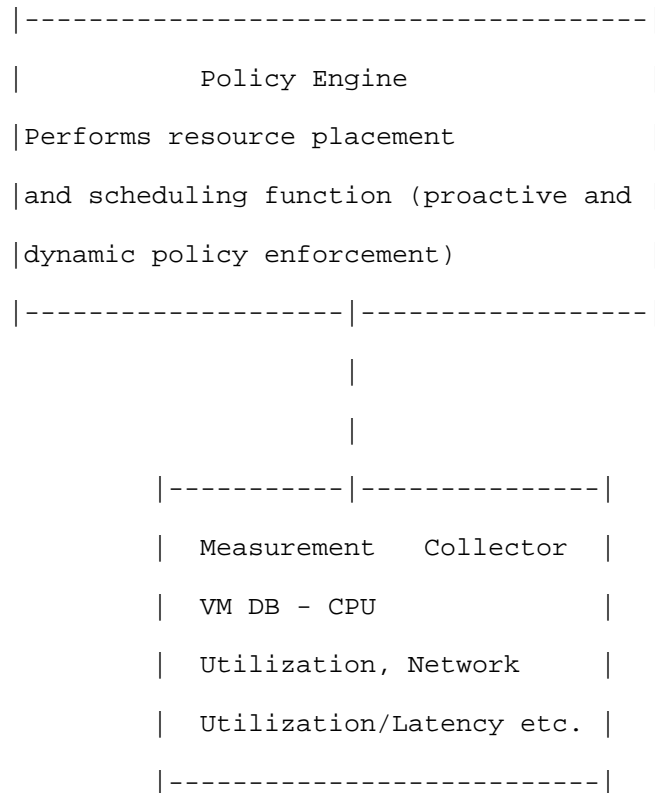 |---------------------------------------|
| Policy Engine
|Performs resource placement
|and scheduling function (proactive and
|dynamic policy enforcement)
|--------------------|------------------|
|
|
|-----------|---------------|
| Measurement Collector |
| VM DB - CPU |
| Utilization, Network |
| Utilization/Latency etc. |
|---------------------------|